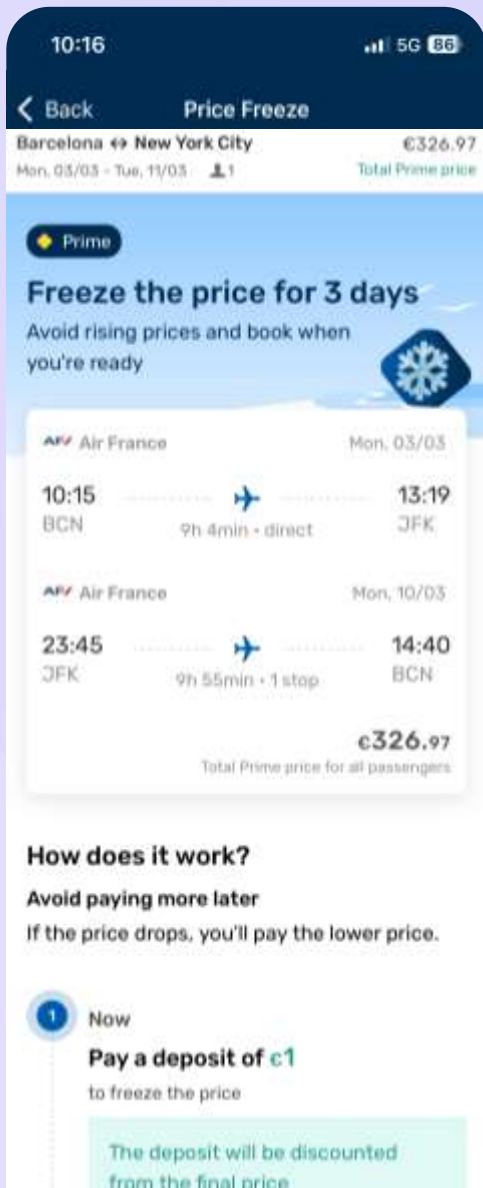 10:16
5G 86
Back
Price Freeze
Barcelona ↔ New York City
€326.97
Mon, 03/03 - Tue, 11/03
1
Total Prime price
Prime
Freeze the price for 3 days
Avoid rising prices and book when
you're ready
AF Air France
Mon, 03/03
10:15
13:19
BCN
9h 4min • direct
JFK
AF Air France
Mon, 10/03
23:45
14:40
JFK
9h 55min • 1 stop
BCN
€326.97
Total Prime price for all passengers
How does it work?
Avoid paying more later
If the price drops, you'll pay the lower price.
1
Now
Pay a deposit of €1
to freeze the price
The deposit will be discounted
from the final price